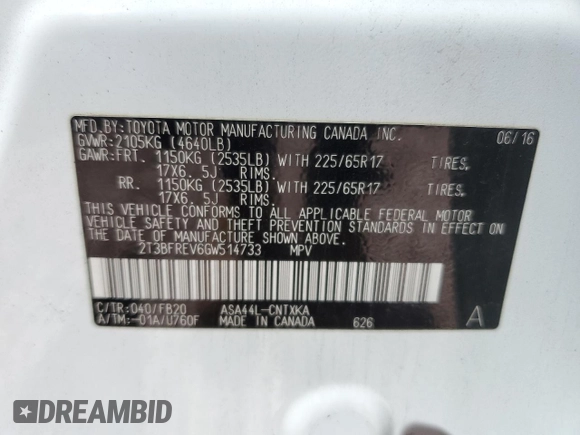 MFD.BY:TOYOTA MOTOR MANUFACTURING CANADA INC. 06/16
GVWR:2105KG (4640LB)
GAWR:FRT. 1150KG (2535LB) WITH 225/65R17 TIRES,
17X6. 5J RIMS.
RR. 1150KG (2535LB) WITH 225/65R17 TIRES,
17X6. 5J RIMS.
THIS VEHICLE CONFORMS TO ALL APPLICABLE FEDERAL MOTOR
VEHICLE SAFETY AND THEFT PREVENTION STANDARDS IN EFFECT
ON THE DATE OF MANUFACTURE SHOWN ABOVE.
2T3BFREV6GW514733 MPV
C/TR:040/FB20 ASA44L-CNTXKA
A/TM:-01A/U760F MADE IN CANADA 626 A
DREAMBID